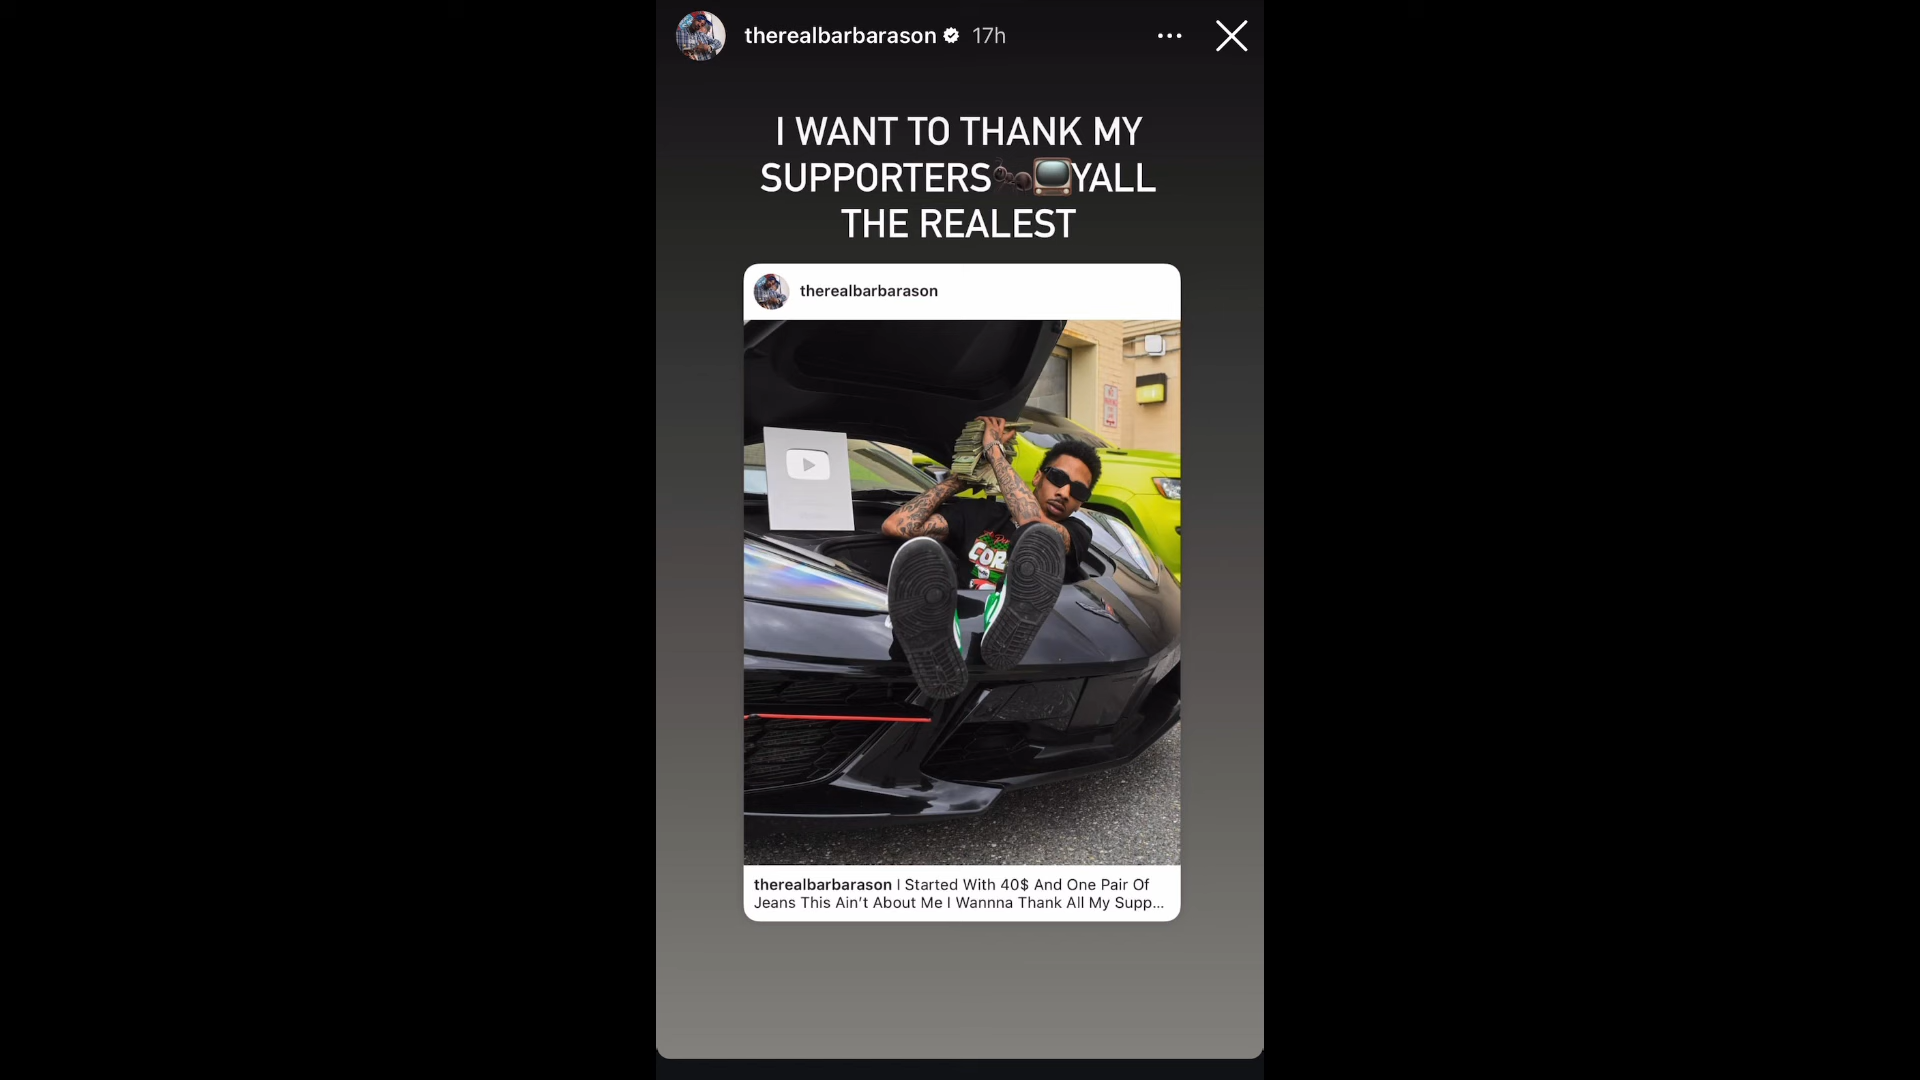 therealbarbarason 17h
I WANT TO THANK MY
SUPPORTERS🐜📺YALL
THE REALEST
therealbarbarason
COR
therealbarbarason I Started With 40$ And One Pair Of
Jeans This Ain't About Me I Wannna Thank All My Supp...